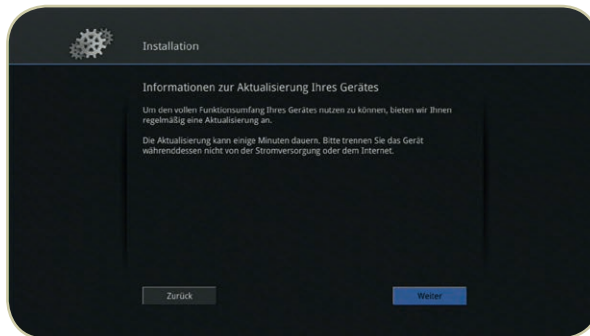 Installation
Informationen zur Aktualisierung Ihres Gerätes
Um den vollen Funktionsumfang Ihres Gerätes nutzen zu können, bieten wir Ihnen
regelmäßig eine Aktualisierung an.
Die Aktualisierung kann einige Minuten dauern. Bitte trennen Sie das Gerät
währenddessen nicht von der Stromversorgung oder dem Internet.
Zurück
Weiter